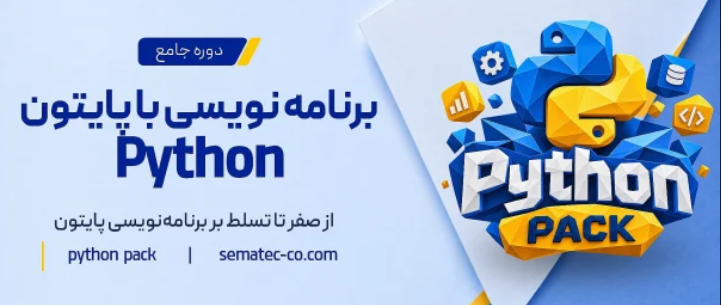 دوره جامع
برنامه نویسی با پایتون
Python
از صفر تا تسلط بر برنامه‌نویسی پایتون
python pack | sematec-co.com
Python
PACK